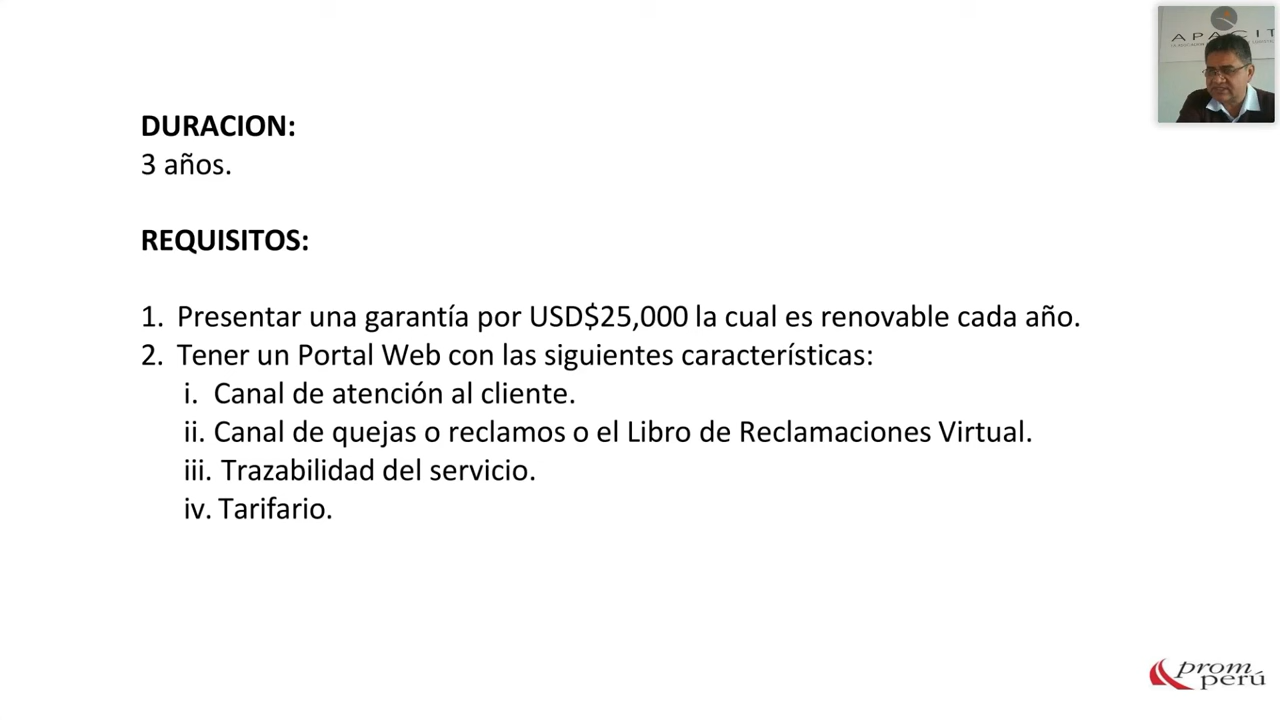 APACIT
DURACION:
3 años.
REQUISITOS:
1. Presentar una garantía por USD$25,000 la cual es renovable cada año.
2. Tener un Portal Web con las siguientes características:
i. Canal de atención al cliente.
ii. Canal de quejas o reclamos o el Libro de Reclamaciones Virtual.
iii. Trazabilidad del servicio.
iv. Tarifario.
prom
perú